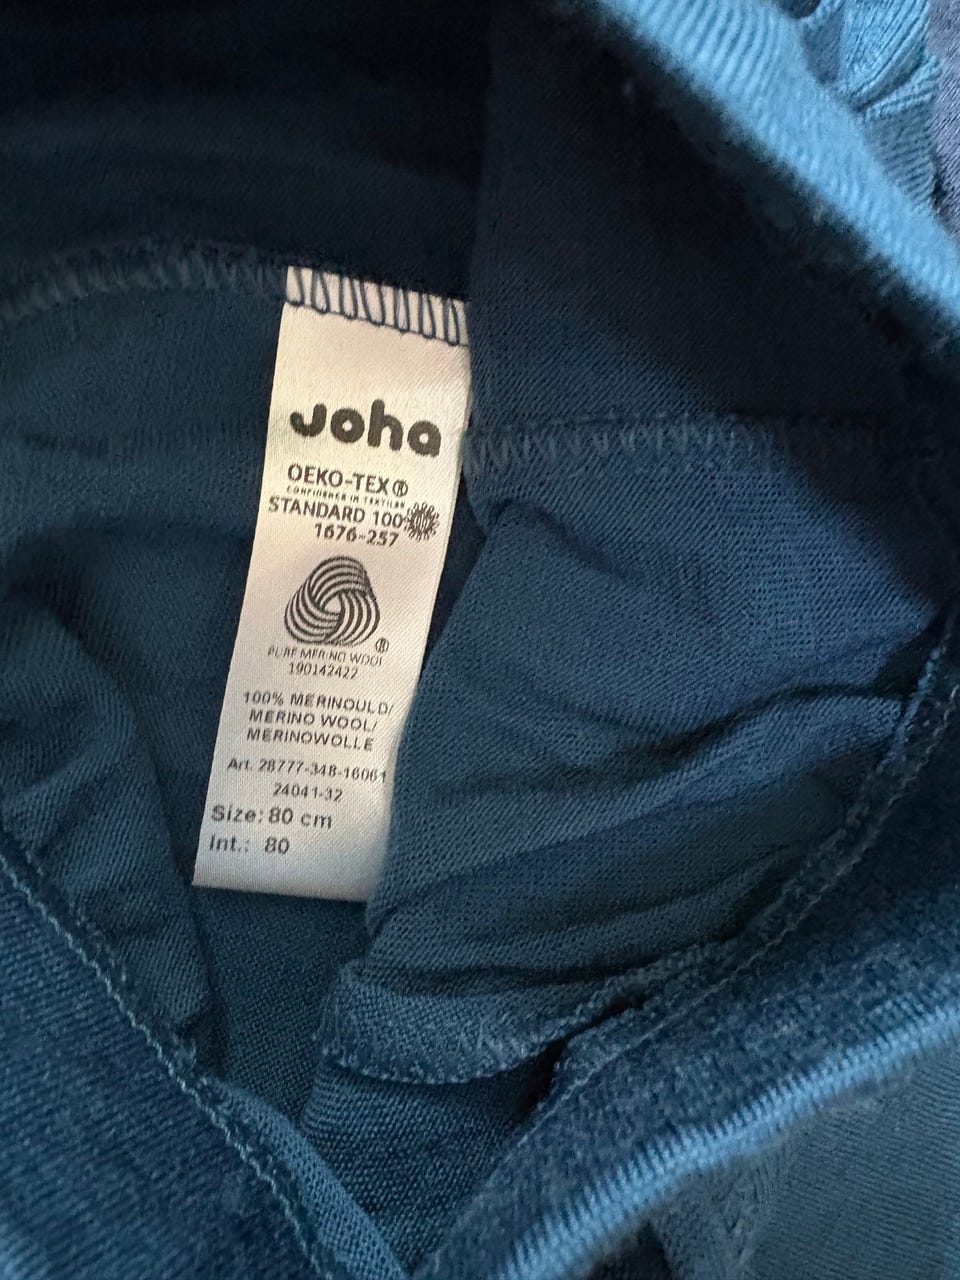 Joha
OEKO-TEX®
CONFIDENCE IN TEXTILES
STANDARD 100
1676-257
®
PURE MERINO WOOL
190142422
100% MERINOULD/
MERINO WOOL/
MERINOWOLLE
Art. 28777-348-16061
24041-32
Size: 80 cm
Int.: 80